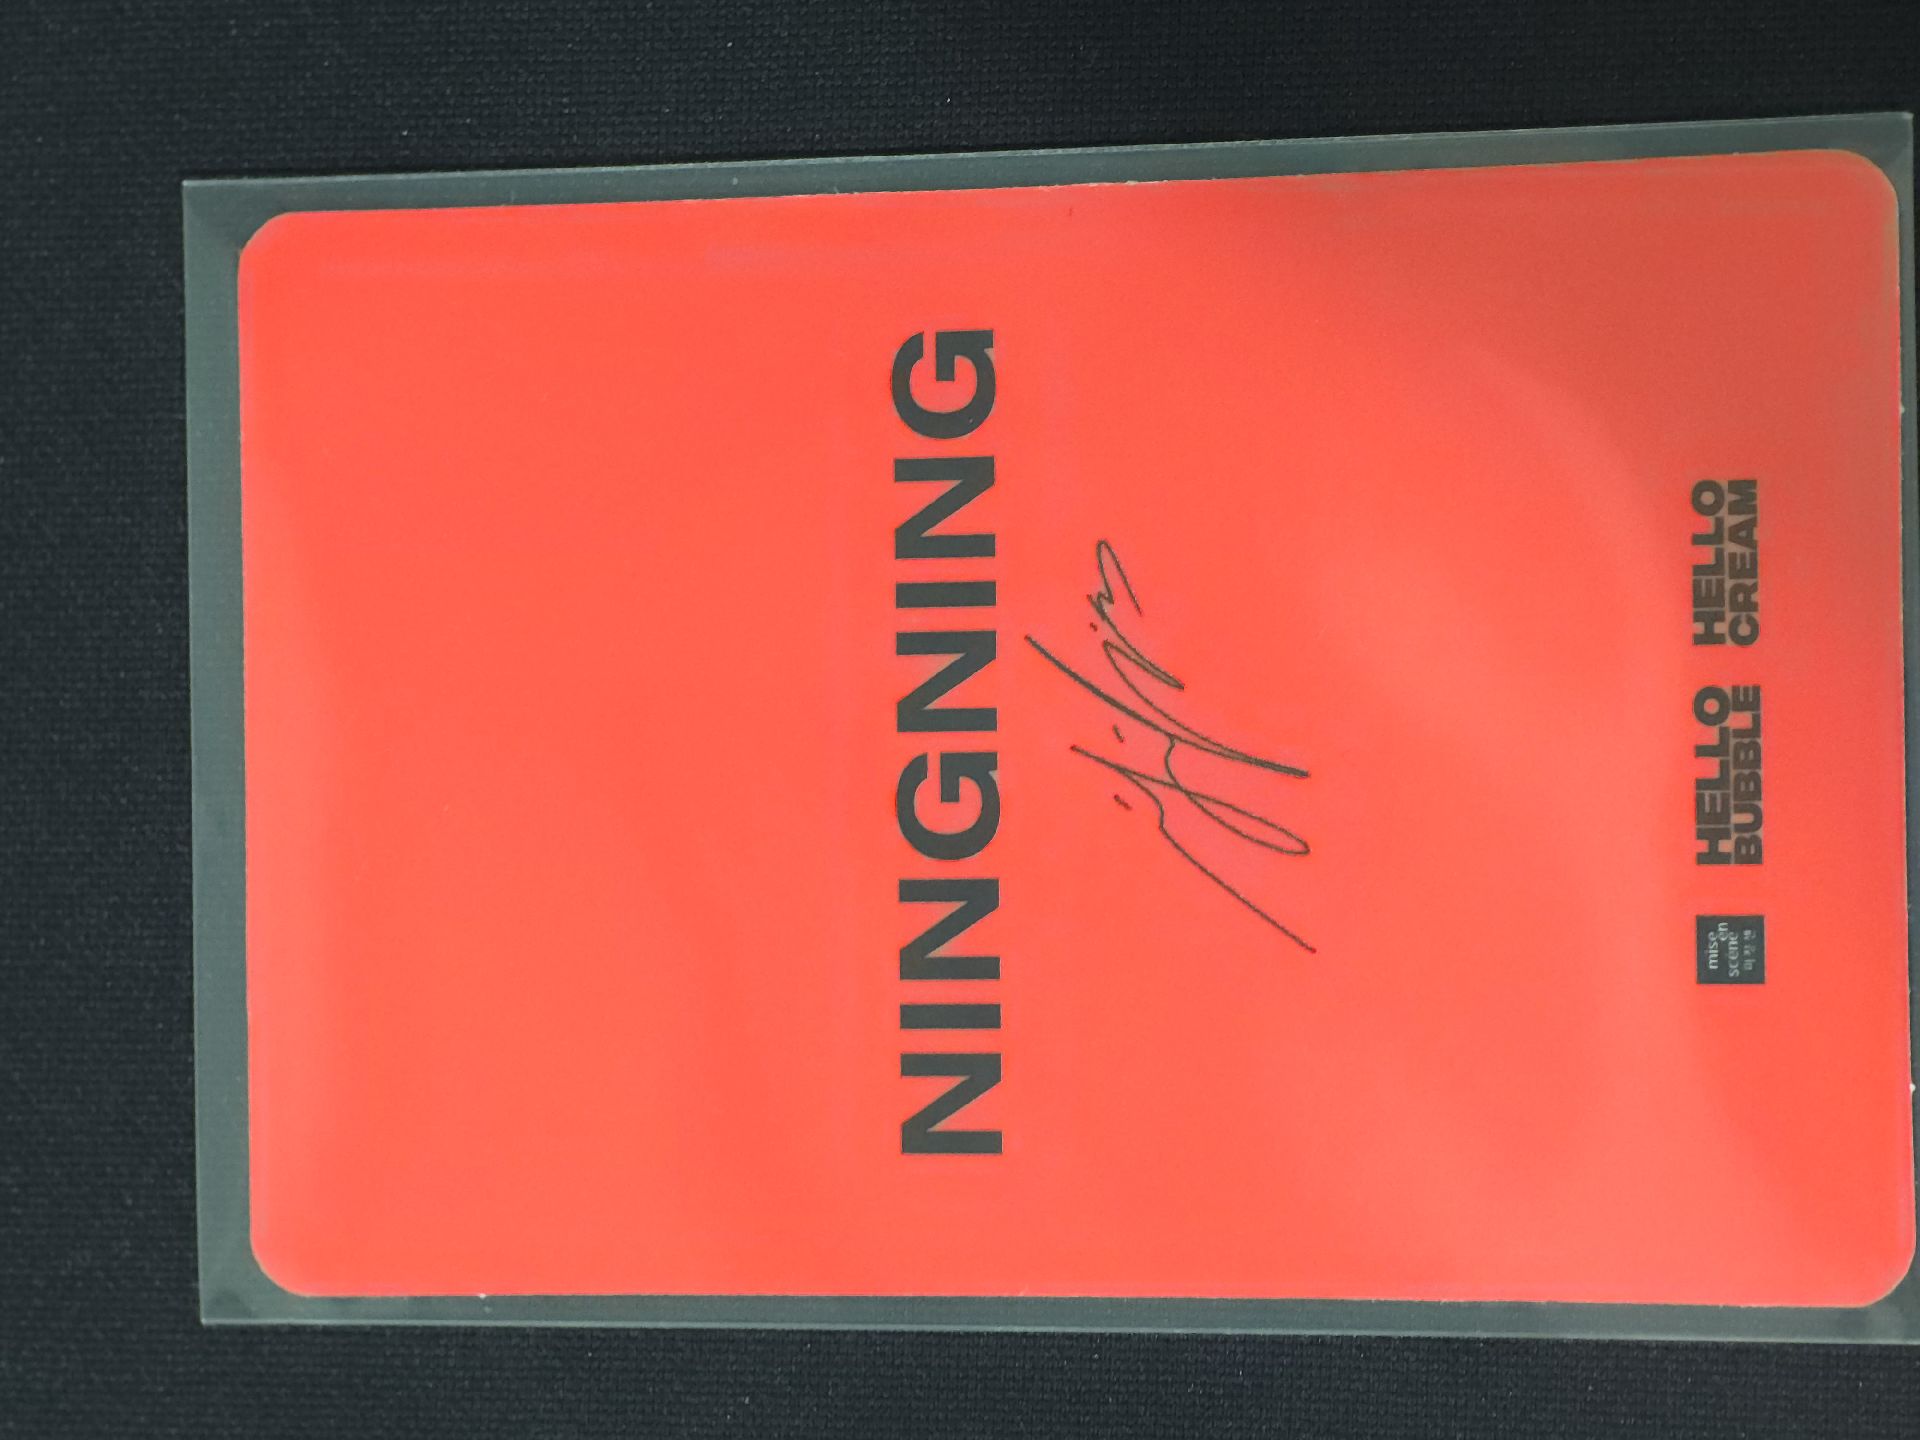 NINGNING
mise
en
scène
HELLO HELLO
BUBBLE CREAM